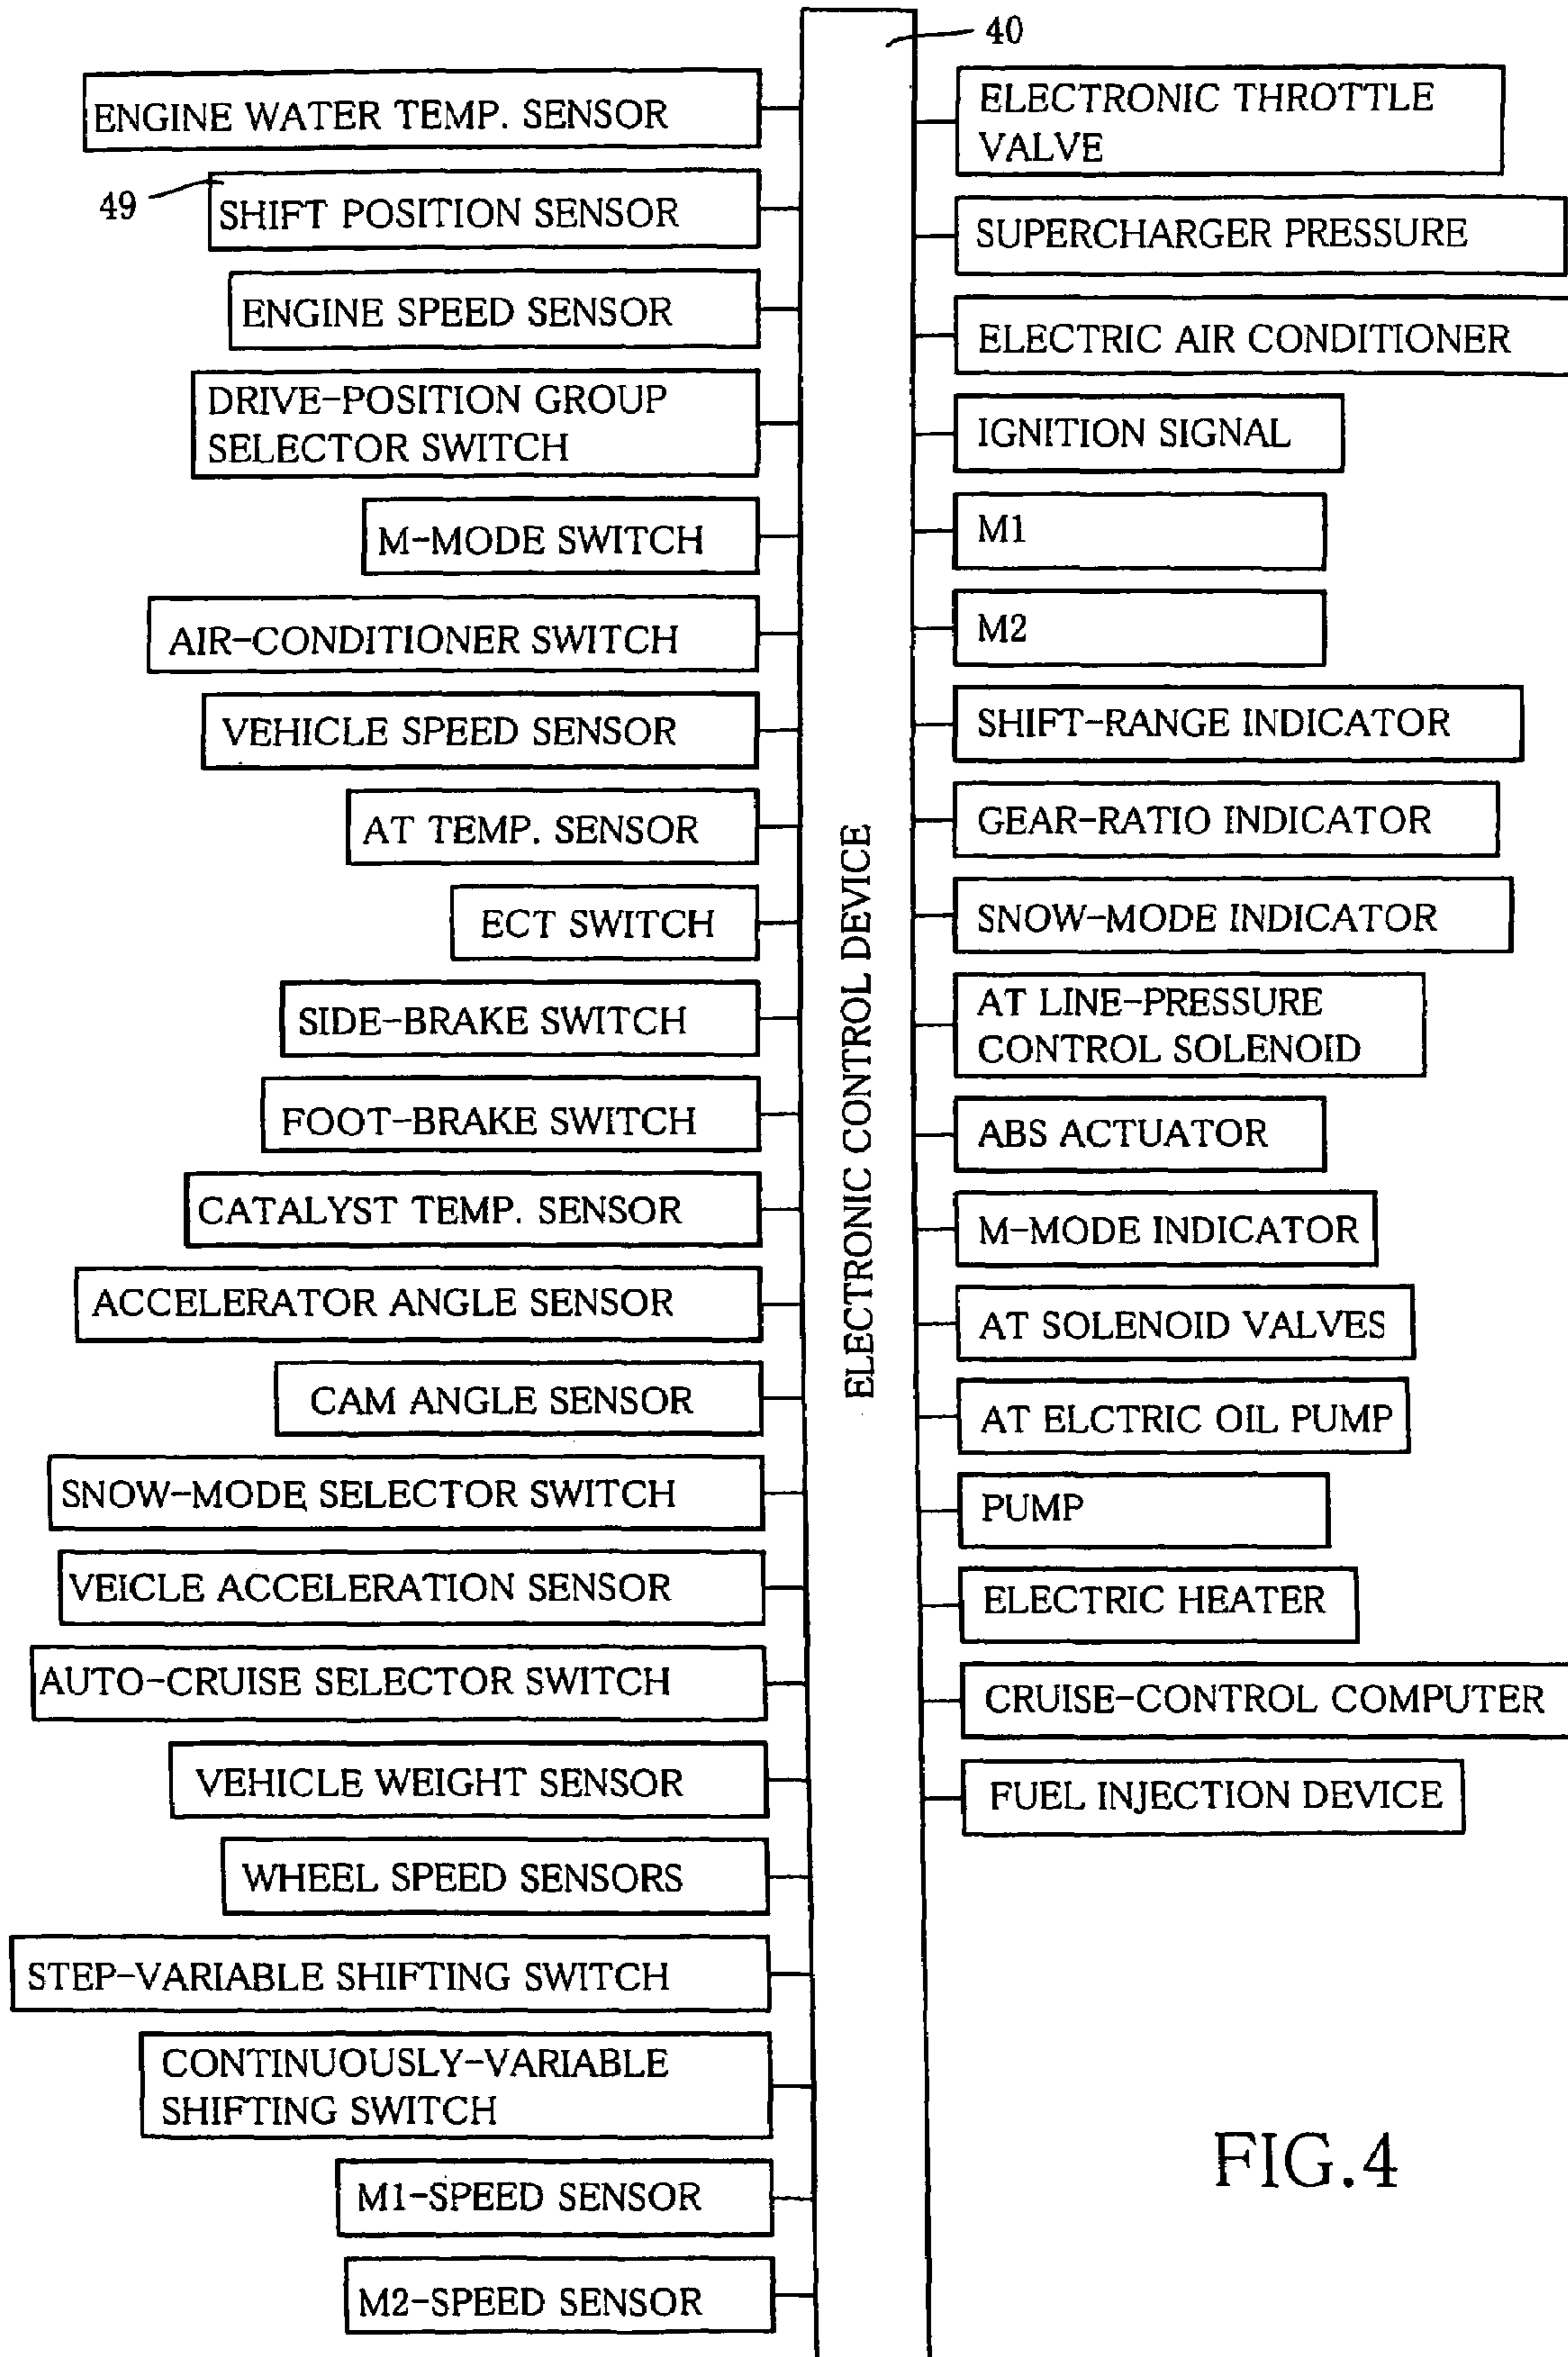 40
ENGINE WATER TEMP. SENSOR
49
SHIFT POSITION SENSOR
ENGINE SPEED SENSOR
DRIVE-POSITION GROUP
SELECTOR SWITCH
M-MODE SWITCH
AIR-CONDITIONER SWITCH
VEHICLE SPEED SENSOR
AT TEMP. SENSOR
ECT SWITCH
SIDE-BRAKE SWITCH
FOOT-BRAKE SWITCH
CATALYST TEMP. SENSOR
ACCELERATOR ANGLE SENSOR
CAM ANGLE SENSOR
SNOW-MODE SELECTOR SWITCH
VEICLE ACCELERATION SENSOR
AUTO-CRUISE SELECTOR SWITCH
VEHICLE WEIGHT SENSOR
WHEEL SPEED SENSORS
STEP-VARIABLE SHIFTING SWITCH
CONTINUOUSLY-VARIABLE
SHIFTING SWITCH
M1-SPEED SENSOR
M2-SPEED SENSOR
ELECTRONIC CONTROL DEVICE
ELECTRONIC THROTTLE
VALVE
SUPERCHARGER PRESSURE
ELECTRIC AIR CONDITIONER
IGNITION SIGNAL
M1
M2
SHIFT-RANGE INDICATOR
GEAR-RATIO INDICATOR
SNOW-MODE INDICATOR
AT LINE-PRESSURE
CONTROL SOLENOID
ABS ACTUATOR
M-MODE INDICATOR
AT SOLENOID VALVES
AT ELCTRIC OIL PUMP
PUMP
ELECTRIC HEATER
CRUISE-CONTROL COMPUTER
FUEL INJECTION DEVICE
FIG.4